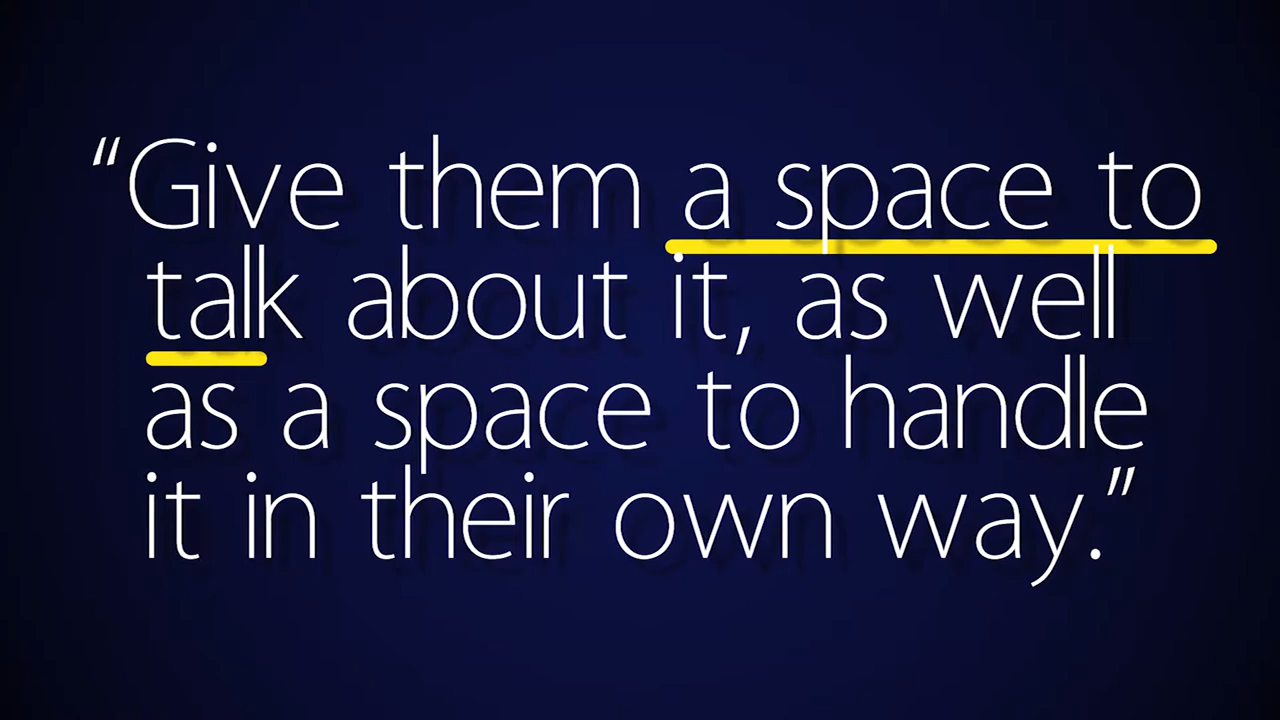 “Give them a space to
talk about it, as well
as a space to handle
it in their own way.”